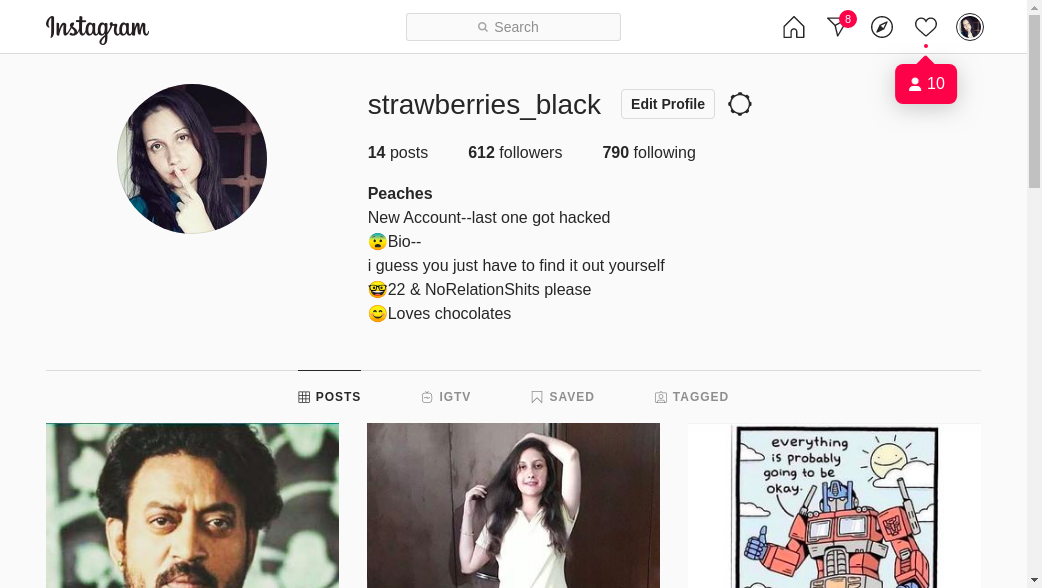 Instagram
Search
8
10
strawberries_black
Edit Profile
14 posts
612 followers
790 following
Peaches
New Account--last one got hacked
😨Bio--
i guess you just have to find it out yourself
🤓22 & NoRelationShits please
😊Loves chocolates
POSTS
IGTV
SAVED
TAGGED
everything
is probably
going to be
okay.